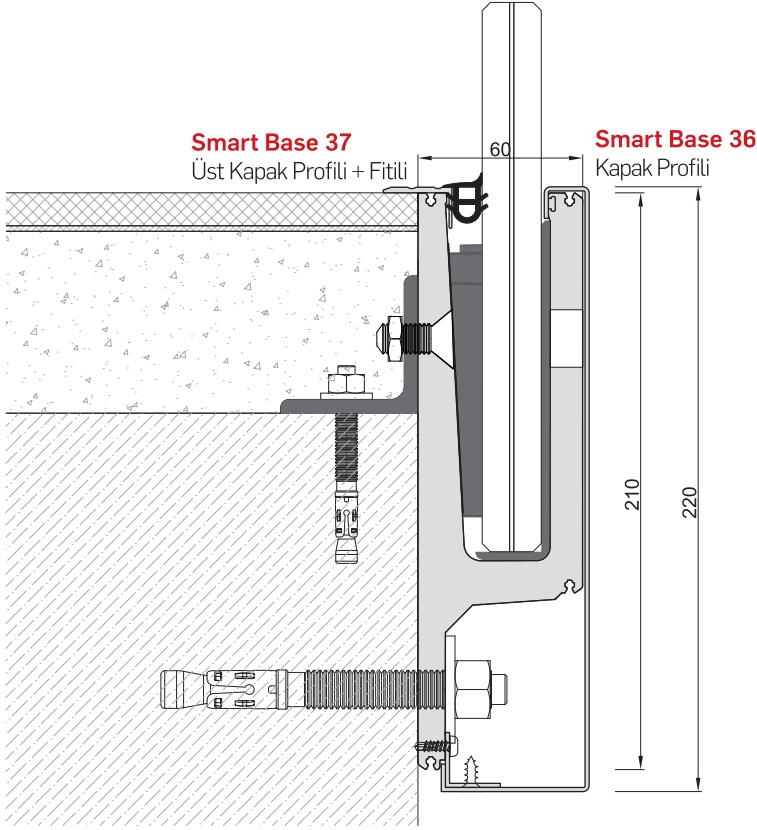 Smart Base 37
Üst Kapak Profili + Fitili
Smart Base 36
Kapak Profili
60
210
220